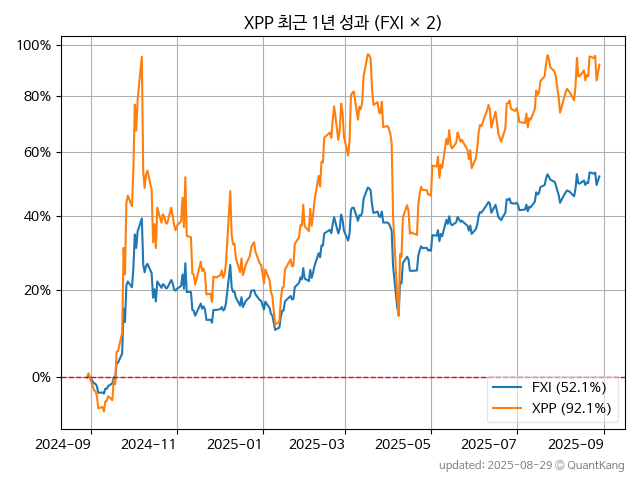 XPP 최근 1년 성과 (FXI × 2)
100%
80%
60%
40%
20%
0%
FXI (52.1%)
XPP (92.1%)
2024-09 2024-11 2025-01 2025-03 2025-05 2025-07 2025-09
updated: 2025-08-29 © QuantKang